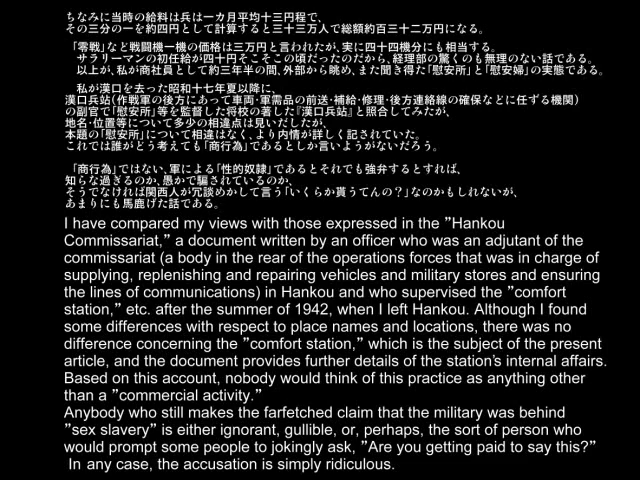 ちなみに当時の給料は兵は一カ月平均十三円程で、
その三分の一を約四円として計算すると三十三万人で総額約百三十二万円になる。
「零戦」など戦闘機一機の価格は三万円と言われたが、実に四十四機分にも相当する。
サラリーマンの初任給が四十円そこそこの頃だったのだから、経理部の驚くのも無理のない話である。
以上が、私が商社員として約三年半の間、外部から眺め、また聞き得た「慰安所」と「慰安婦」の実態である。
私が漢口を去った昭和十七年夏以降に、
漢口兵站(作戦軍の後方にあって車両・軍需品の前送・補給・修理・後方連絡線の確保などに任ずる機関)
の副官で「慰安所」等を監督した将校の著した『漢口兵站』と照合してみたが、
地名・位置等について多少の相違点は見いだしたが、
本題の「慰安所」について相違はなく、より内情が詳しく記されていた。
これでは誰がどう考えても「商行為」であるとしか言いようがないだろう。
「商行為」ではない、軍による「性的奴隷」であるとそれでも強弁するとすれば、
知らな過ぎるのか、愚かで騙されているのか、
そうでなければ関西人が冗談めかして言う「いくらか貰うてんの?」なのかもしれないが、
あまりにも馬鹿げた話である。
I have compared my views with those expressed in the "Hankou
Commissariat," a document written by an officer who was an adjutant of the
commissariat (a body in the rear of the operations forces that was in charge of
supplying, replenishing and repairing vehicles and military stores and ensuring
the lines of communications) in Hankou and who supervised the "comfort
station," etc. after the summer of 1942, when I left Hankou. Although I found
some differences with respect to place names and locations, there was no
difference concerning the "comfort station," which is the subject of the present
article, and the document provides further details of the station's internal affairs.
Based on this account, nobody would think of this practice as anything other
than a "commercial activity."
Anybody who still makes the farfetched claim that the military was behind
"sex slavery" is either ignorant, gullible, or, perhaps, the sort of person who
would prompt some people to jokingly ask, "Are you getting paid to say this?"
In any case, the accusation is simply ridiculous.